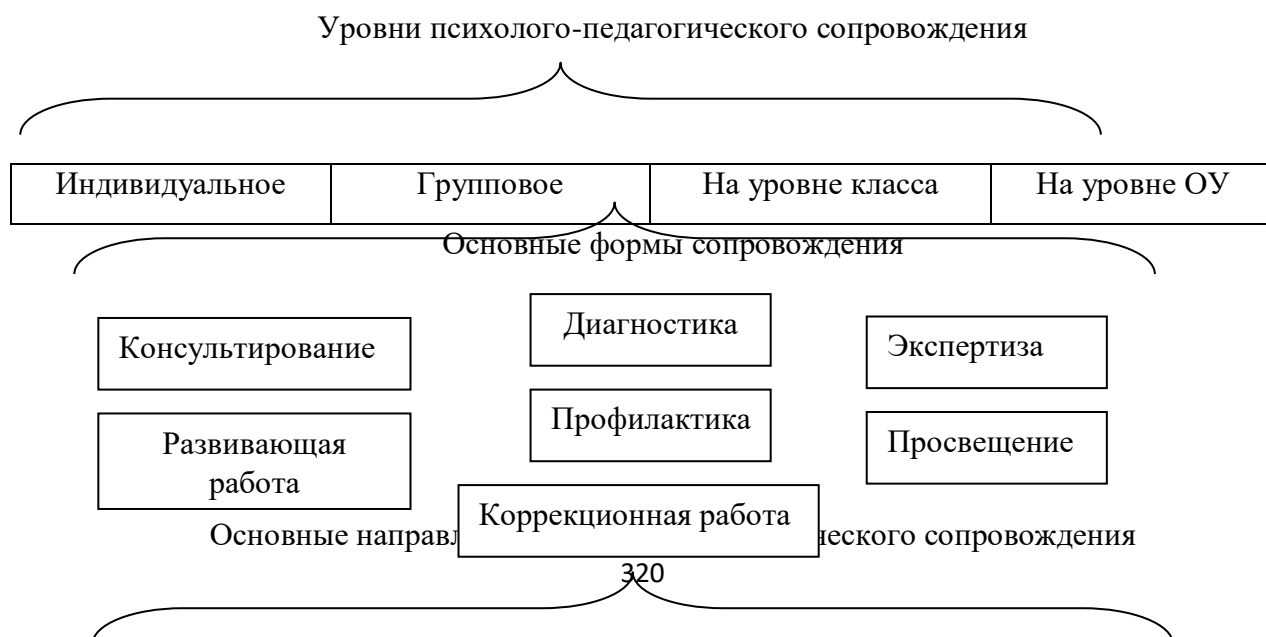 Уровни психолого-педагогического сопровождения
Индивидуальное Групповое На уровне класса На уровне ОУ
Основные формы сопровождения
Консультирование
Диагностика
Экспертиза
Развивающая
работа
Профилактика
Просвещение
Коррекционная работа
Основные направл ческого сопровождения
320